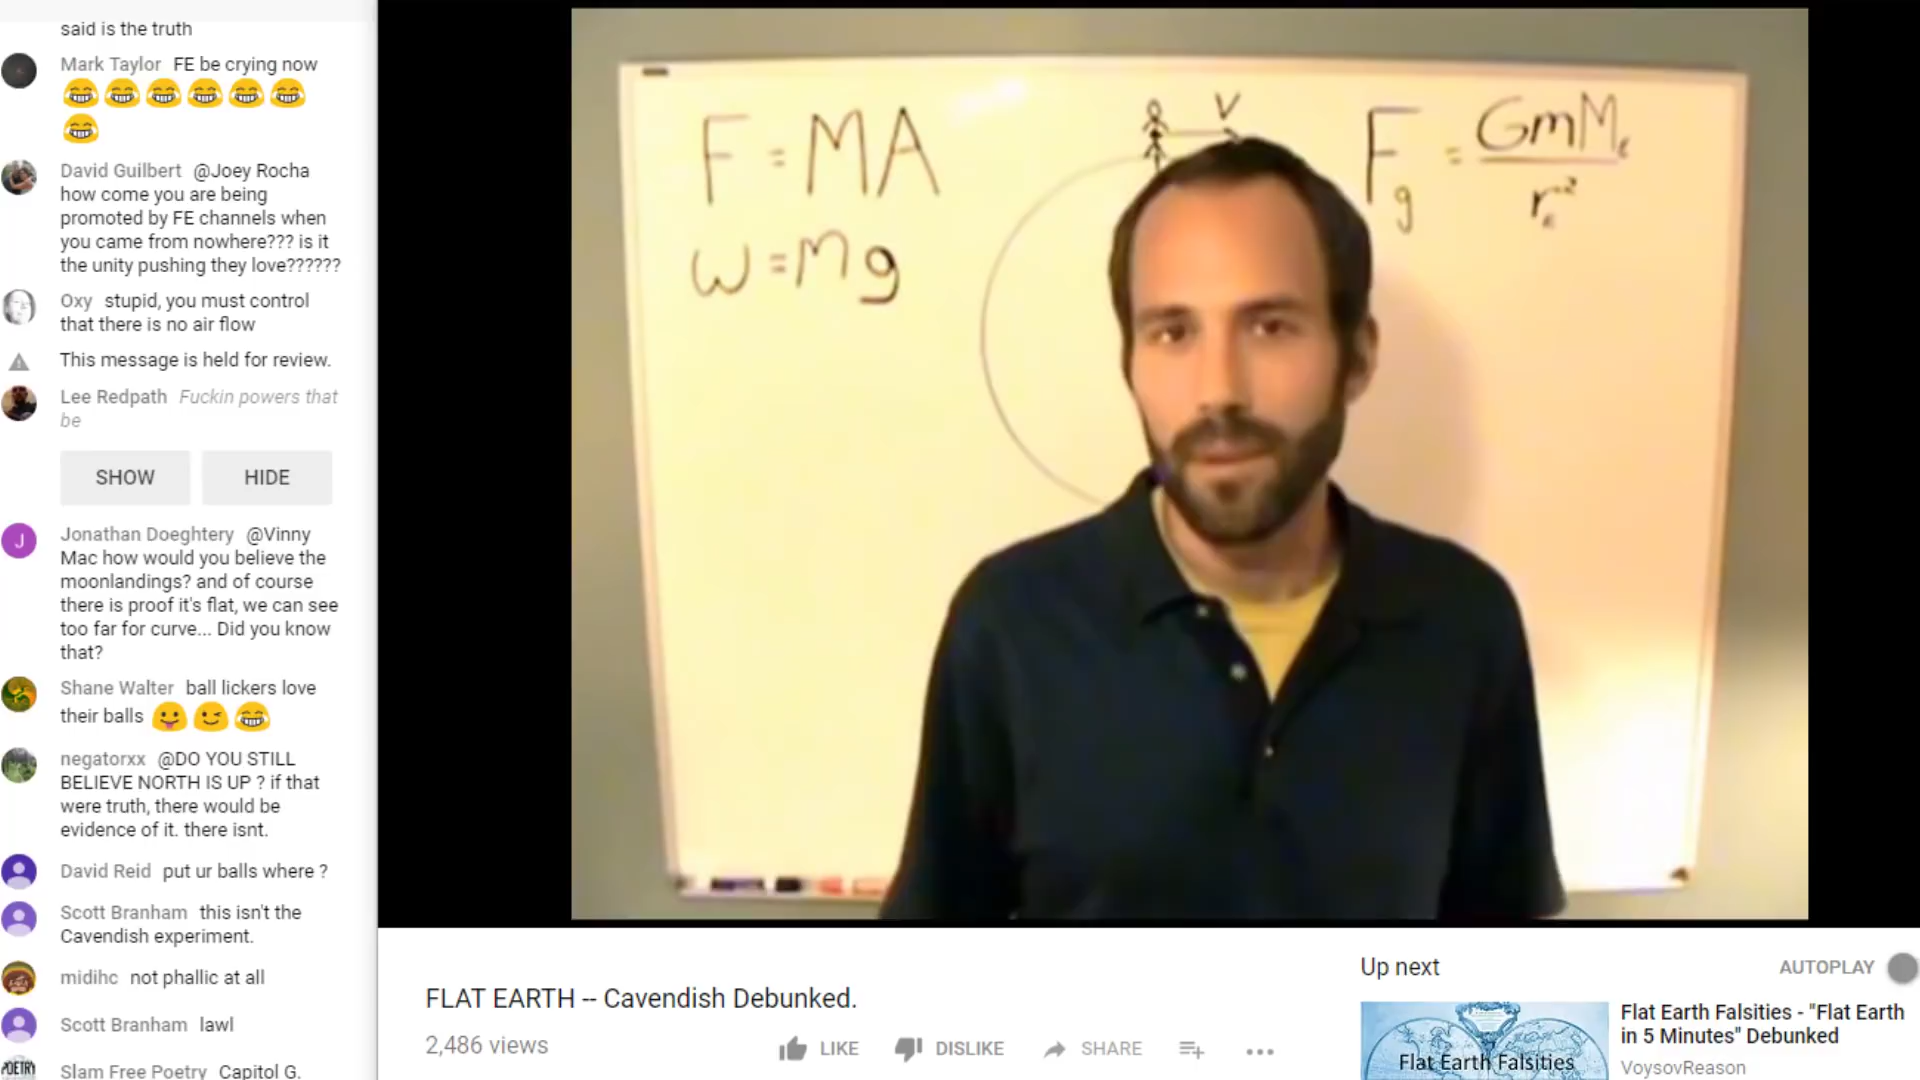 said is the truth
Mark Taylor FE be crying now
David Guilbert @Joey Rocha
how come you are being
promoted by FE channels when
you came from nowhere??? is it
the unity pushing they love??????
Oxy stupid, you must control
that there is no air flow
This message is held for review.
Lee Redpath Fuckin powers that
be
SHOW HIDE
J
Jonathan Doeghtery @Vinny
Mac how would you believe the
moonlandings? and of course
there is proof it's flat, we can see
too far for curve... Did you know
that?
Shane Walter ball lickers love
their balls
negatorxx @DO YOU STILL
BELIEVE NORTH IS UP ? if that
were truth, there would be
evidence of it. there isnt.
David Reid put ur balls where ?
Scott Branham this isn't the
Cavendish experiment.
midihc not phallic at all
Scott Branham lawl
POETRY
Slam Free Poetry Capitol G.
F = MA
W = Mg
V
Fg = GmMe
re²
FLAT EARTH -- Cavendish Debunked.
2,486 views
LIKE DISLIKE SHARE
Up next
AUTOPLAY
Flat Earth Falsities
Flat Earth Falsities - "Flat Earth
in 5 Minutes" Debunked
VoysovReason